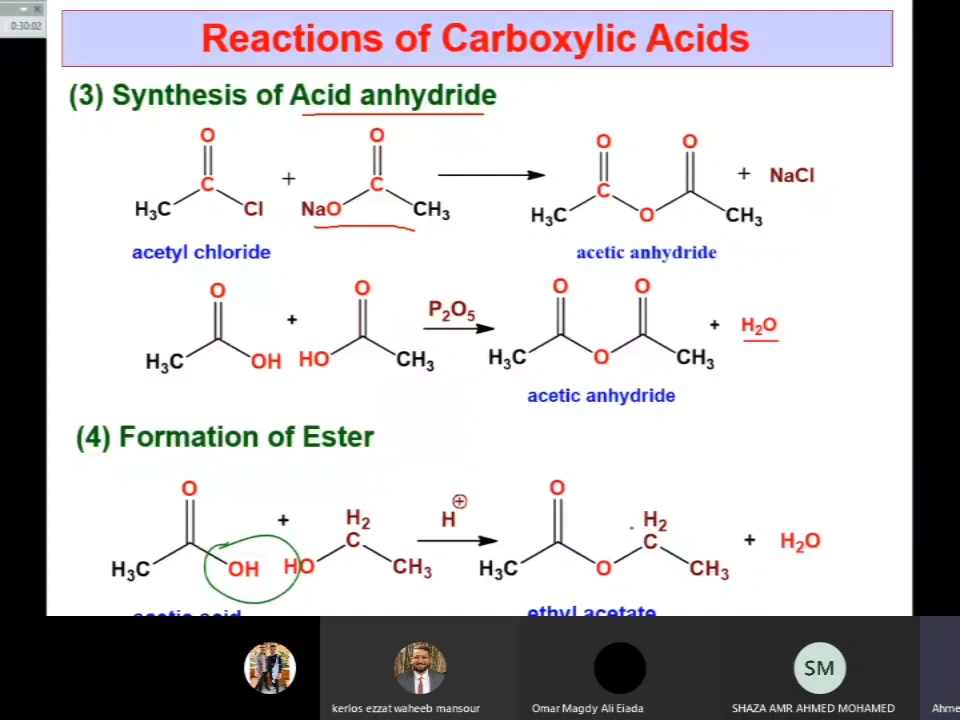 0:30:02
Reactions of Carboxylic Acids
(3) Synthesis of Acid anhydride
O O O O
C + C C + NaCl
H₃C Cl NaO CH₃ H₃C O CH₃
acetyl chloride acetic anhydride
O O P₂O₅ O O
+ + H₂O
H₃C OH HO CH₃ H₃C O CH₃
acetic anhydride
(4) Formation of Ester
O O
+ H₂ H⊕ H₂
C C + H₂O
H₃C OH HO CH₃ H₃C O CH₃
acetic acid ethyl acetate
SM
kerlos ezzat waheeb mansour Omar Magdy Ali Eiada SHAZA AMR AHMED MOHAMED Ahme